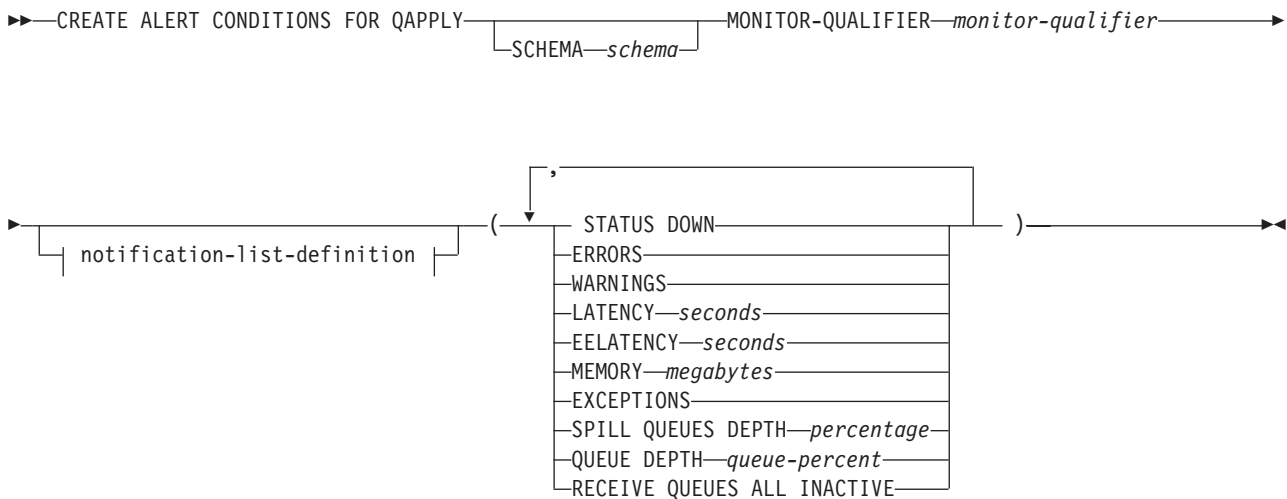 CREATE ALERT CONDITIONS FOR QAPPLY MONITOR-QUALIFIER monitor-qualifier
SCHEMA schema
,
( STATUS DOWN )
notification-list-definition
ERRORS
WARNINGS
LATENCY seconds
EELATENCY seconds
MEMORY megabytes
EXCEPTIONS
SPILL QUEUES DEPTH percentage
QUEUE DEPTH queue-percent
RECEIVE QUEUES ALL INACTIVE